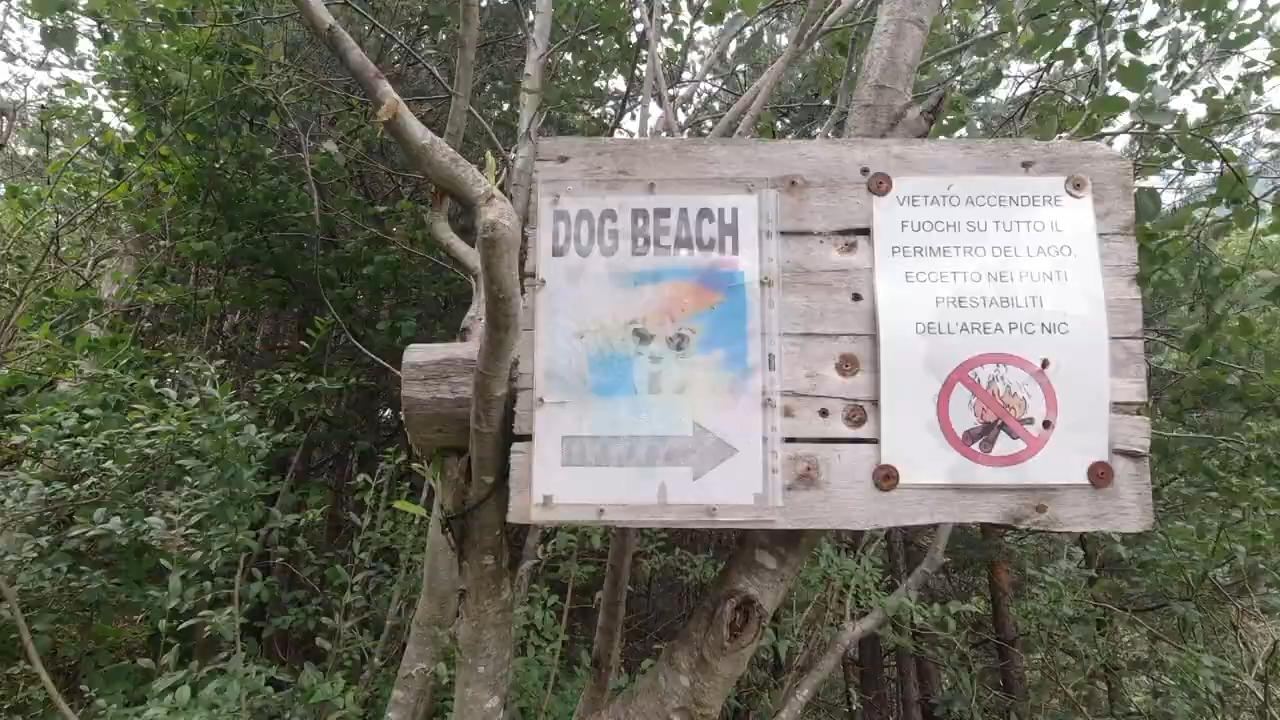 DOG BEACH
VIETATO ACCENDERE
FUOCHI SU TUTTO IL
PERIMETRO DEL LAGO,
ECCETTO NEI PUNTI
PRESTABILITI
DELL'AREA PIC NIC